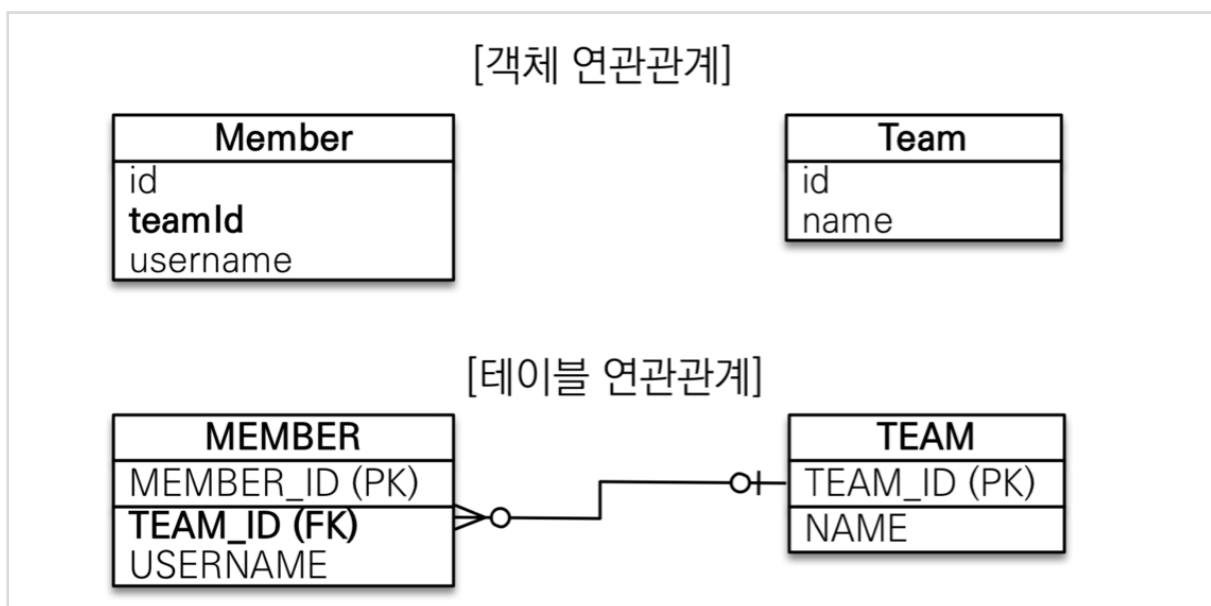 [객체 연관관계]
Member
id
teamId
username
Team
id
name
[테이블 연관관계]
MEMBER
MEMBER_ID (PK)
TEAM_ID (FK)
USERNAME
TEAM
TEAM_ID (PK)
NAME